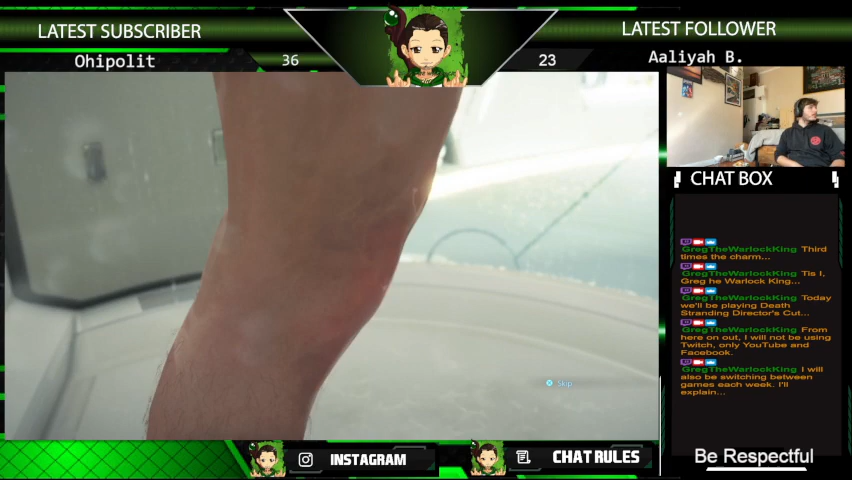 LATEST SUBSCRIBER
LATEST FOLLOWER
Ohipolit
36
23
Aaliyah B.
CHAT BOX
GregTheWarlockKing Third
times the charm...
GregTheWarlockKing Tis I,
Greg he Warlock King...
GregTheWarlockKing Today
we'll be playing Death
Stranding Director's Cut...
GregTheWarlockKing From
here on out, I will not be using
Twitch, only YouTube and
Facebook.
GregTheWarlockKing I will
also be switching between
games each week. I'll
explain...
Skip
INSTAGRAM
CHAT RULES
Be Respectful